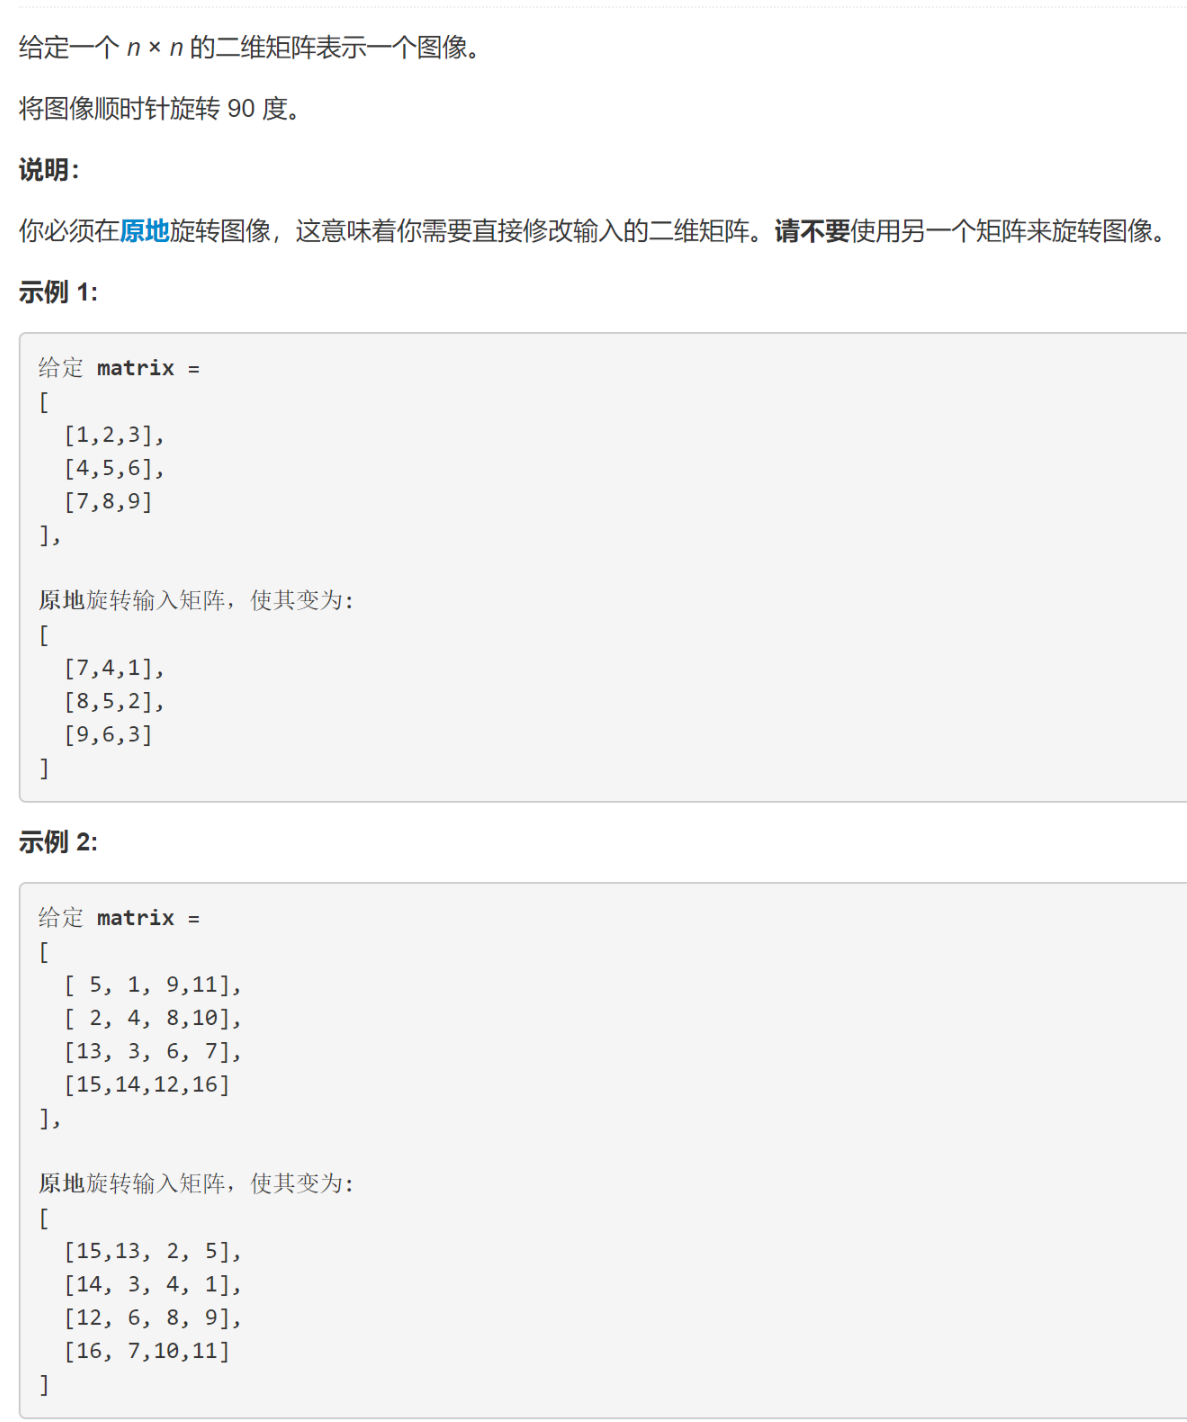 给定一个 n × n 的二维矩阵表示一个图像。
将图像顺时针旋转 90 度。
说明：
你必须在原地旋转图像，这意味着你需要直接修改输入的二维矩阵。请不要使用另一个矩阵来旋转图像。
示例 1:
给定 matrix =
[
  [1,2,3],
  [4,5,6],
  [7,8,9]
],
原地旋转输入矩阵，使其变为:
[
  [7,4,1],
  [8,5,2],
  [9,6,3]
]
示例 2:
给定 matrix =
[
  [ 5, 1, 9,11],
  [ 2, 4, 8,10],
  [13, 3, 6, 7],
  [15,14,12,16]
],
原地旋转输入矩阵，使其变为:
[
  [15,13, 2, 5],
  [14, 3, 4, 1],
  [12, 6, 8, 9],
  [16, 7,10,11]
]